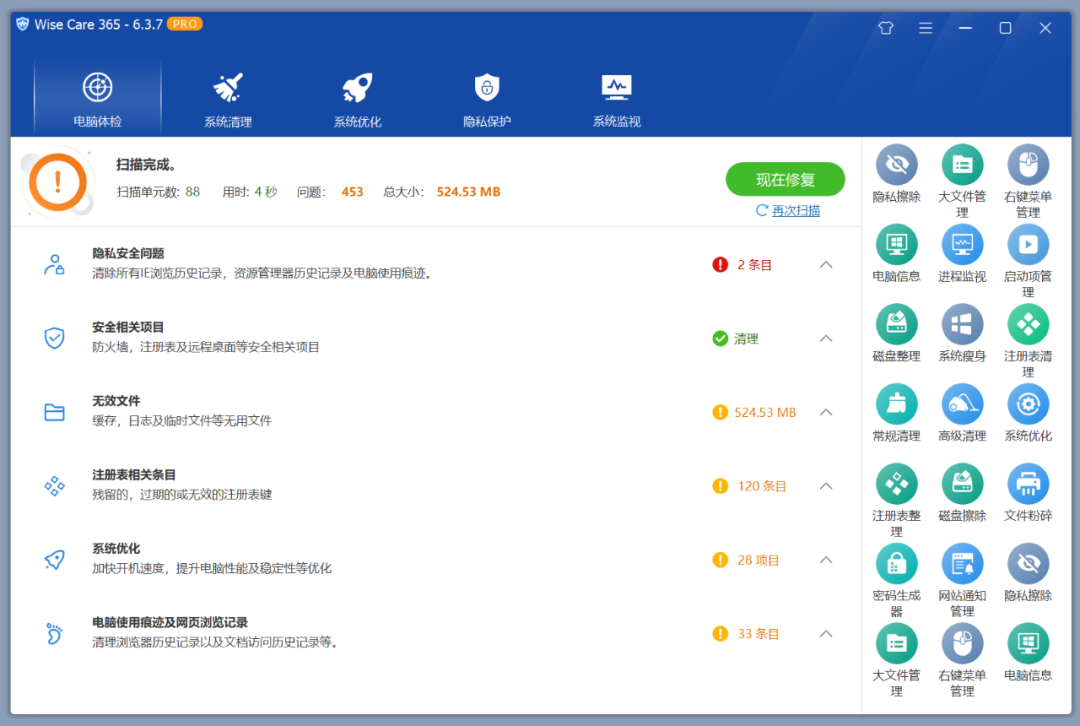 Wise Care 365 - 6.3.7 PRO
电脑体检 系统清理 系统优化 隐私保护 系统监视
扫描完成。
扫描单元数: 88 用时: 4 秒 问题: 453 总大小: 524.53 MB
现在修复
再次扫描
隐私安全问题
清除所有IE浏览历史记录，资源管理器历史记录及电脑使用痕迹。
2 条目
安全相关项目
防火墙，注册表及远程桌面等安全相关项目
清理
无效文件
缓存，日志及临时文件等无用文件
524.53 MB
注册表相关条目
残留的，过期的或无效的注册表键
120 条目
系统优化
加快开机速度，提升电脑性能及稳定性等优化
28 项目
电脑使用痕迹及网页浏览记录
清理浏览器历史记录以及文档访问历史记录等。
33 条目
隐私擦除
大文件管
理
右键菜单
管理
电脑信息
进程监视
启动项管
理
磁盘整理
系统瘦身
注册表清
理
常规清理
高级清理
系统优化
注册表整
理
磁盘擦除
文件粉碎
密码生成
器
网站通知
管理
隐私擦除
大文件管
理
右键菜单
管理
电脑信息